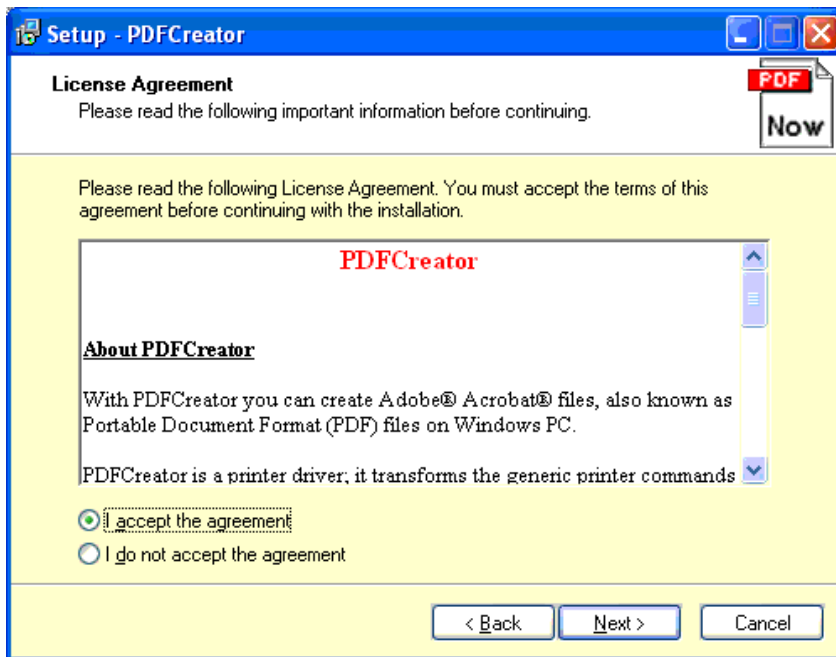 Setup - PDFCreator
License Agreement
Please read the following important information before continuing.
PDF
Now
Please read the following License Agreement. You must accept the terms of this
agreement before continuing with the installation.
PDFCreator
About PDFCreator
With PDFCreator you can create Adobe® Acrobat® files, also known as
Portable Document Format (PDF) files on Windows PC.
PDFCreator is a printer driver; it transforms the generic printer commands
I accept the agreement
I do not accept the agreement
< Back
Next >
Cancel